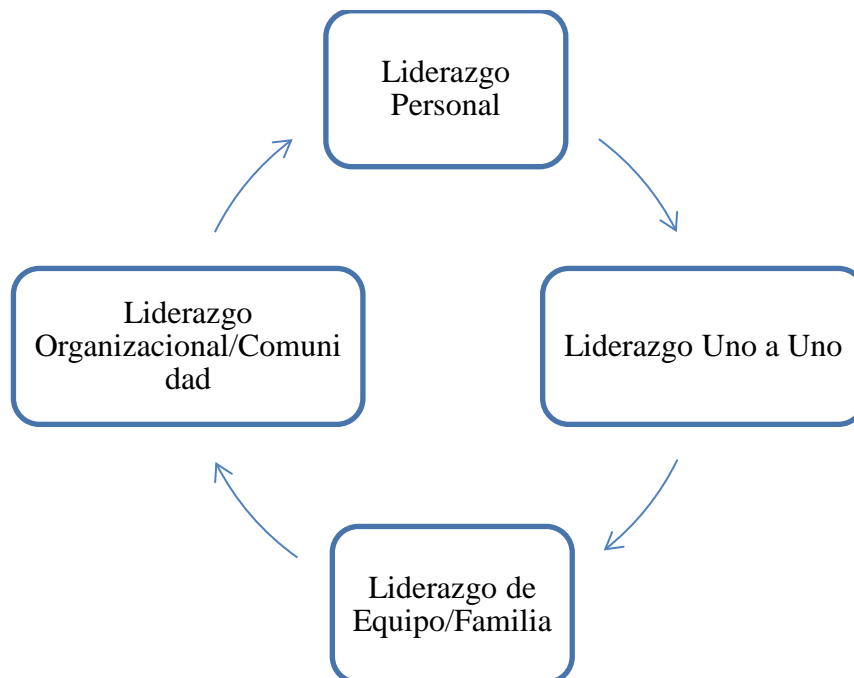 Liderazgo
Personal
Liderazgo Uno a Uno
Liderazgo de
Equipo/Familia
Liderazgo
Organizacional/Comuni
dad